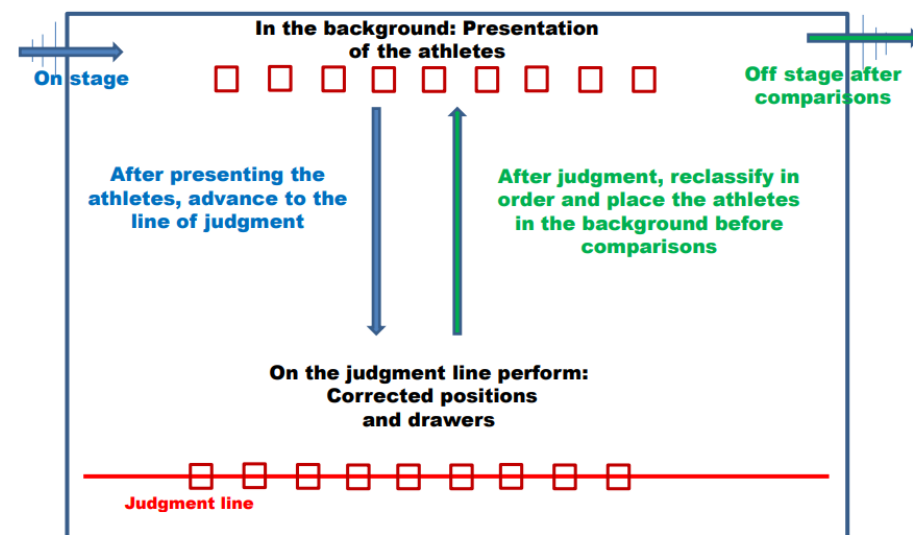 In the background: Presentation
of the athletes
On stage
Off stage after
comparisons
After presenting the
athletes, advance to the
line of judgment
After judgment, reclassify in
order and place the athletes
in the background before
comparisons
On the judgment line perform:
Corrected positions
and drawers
Judgment line